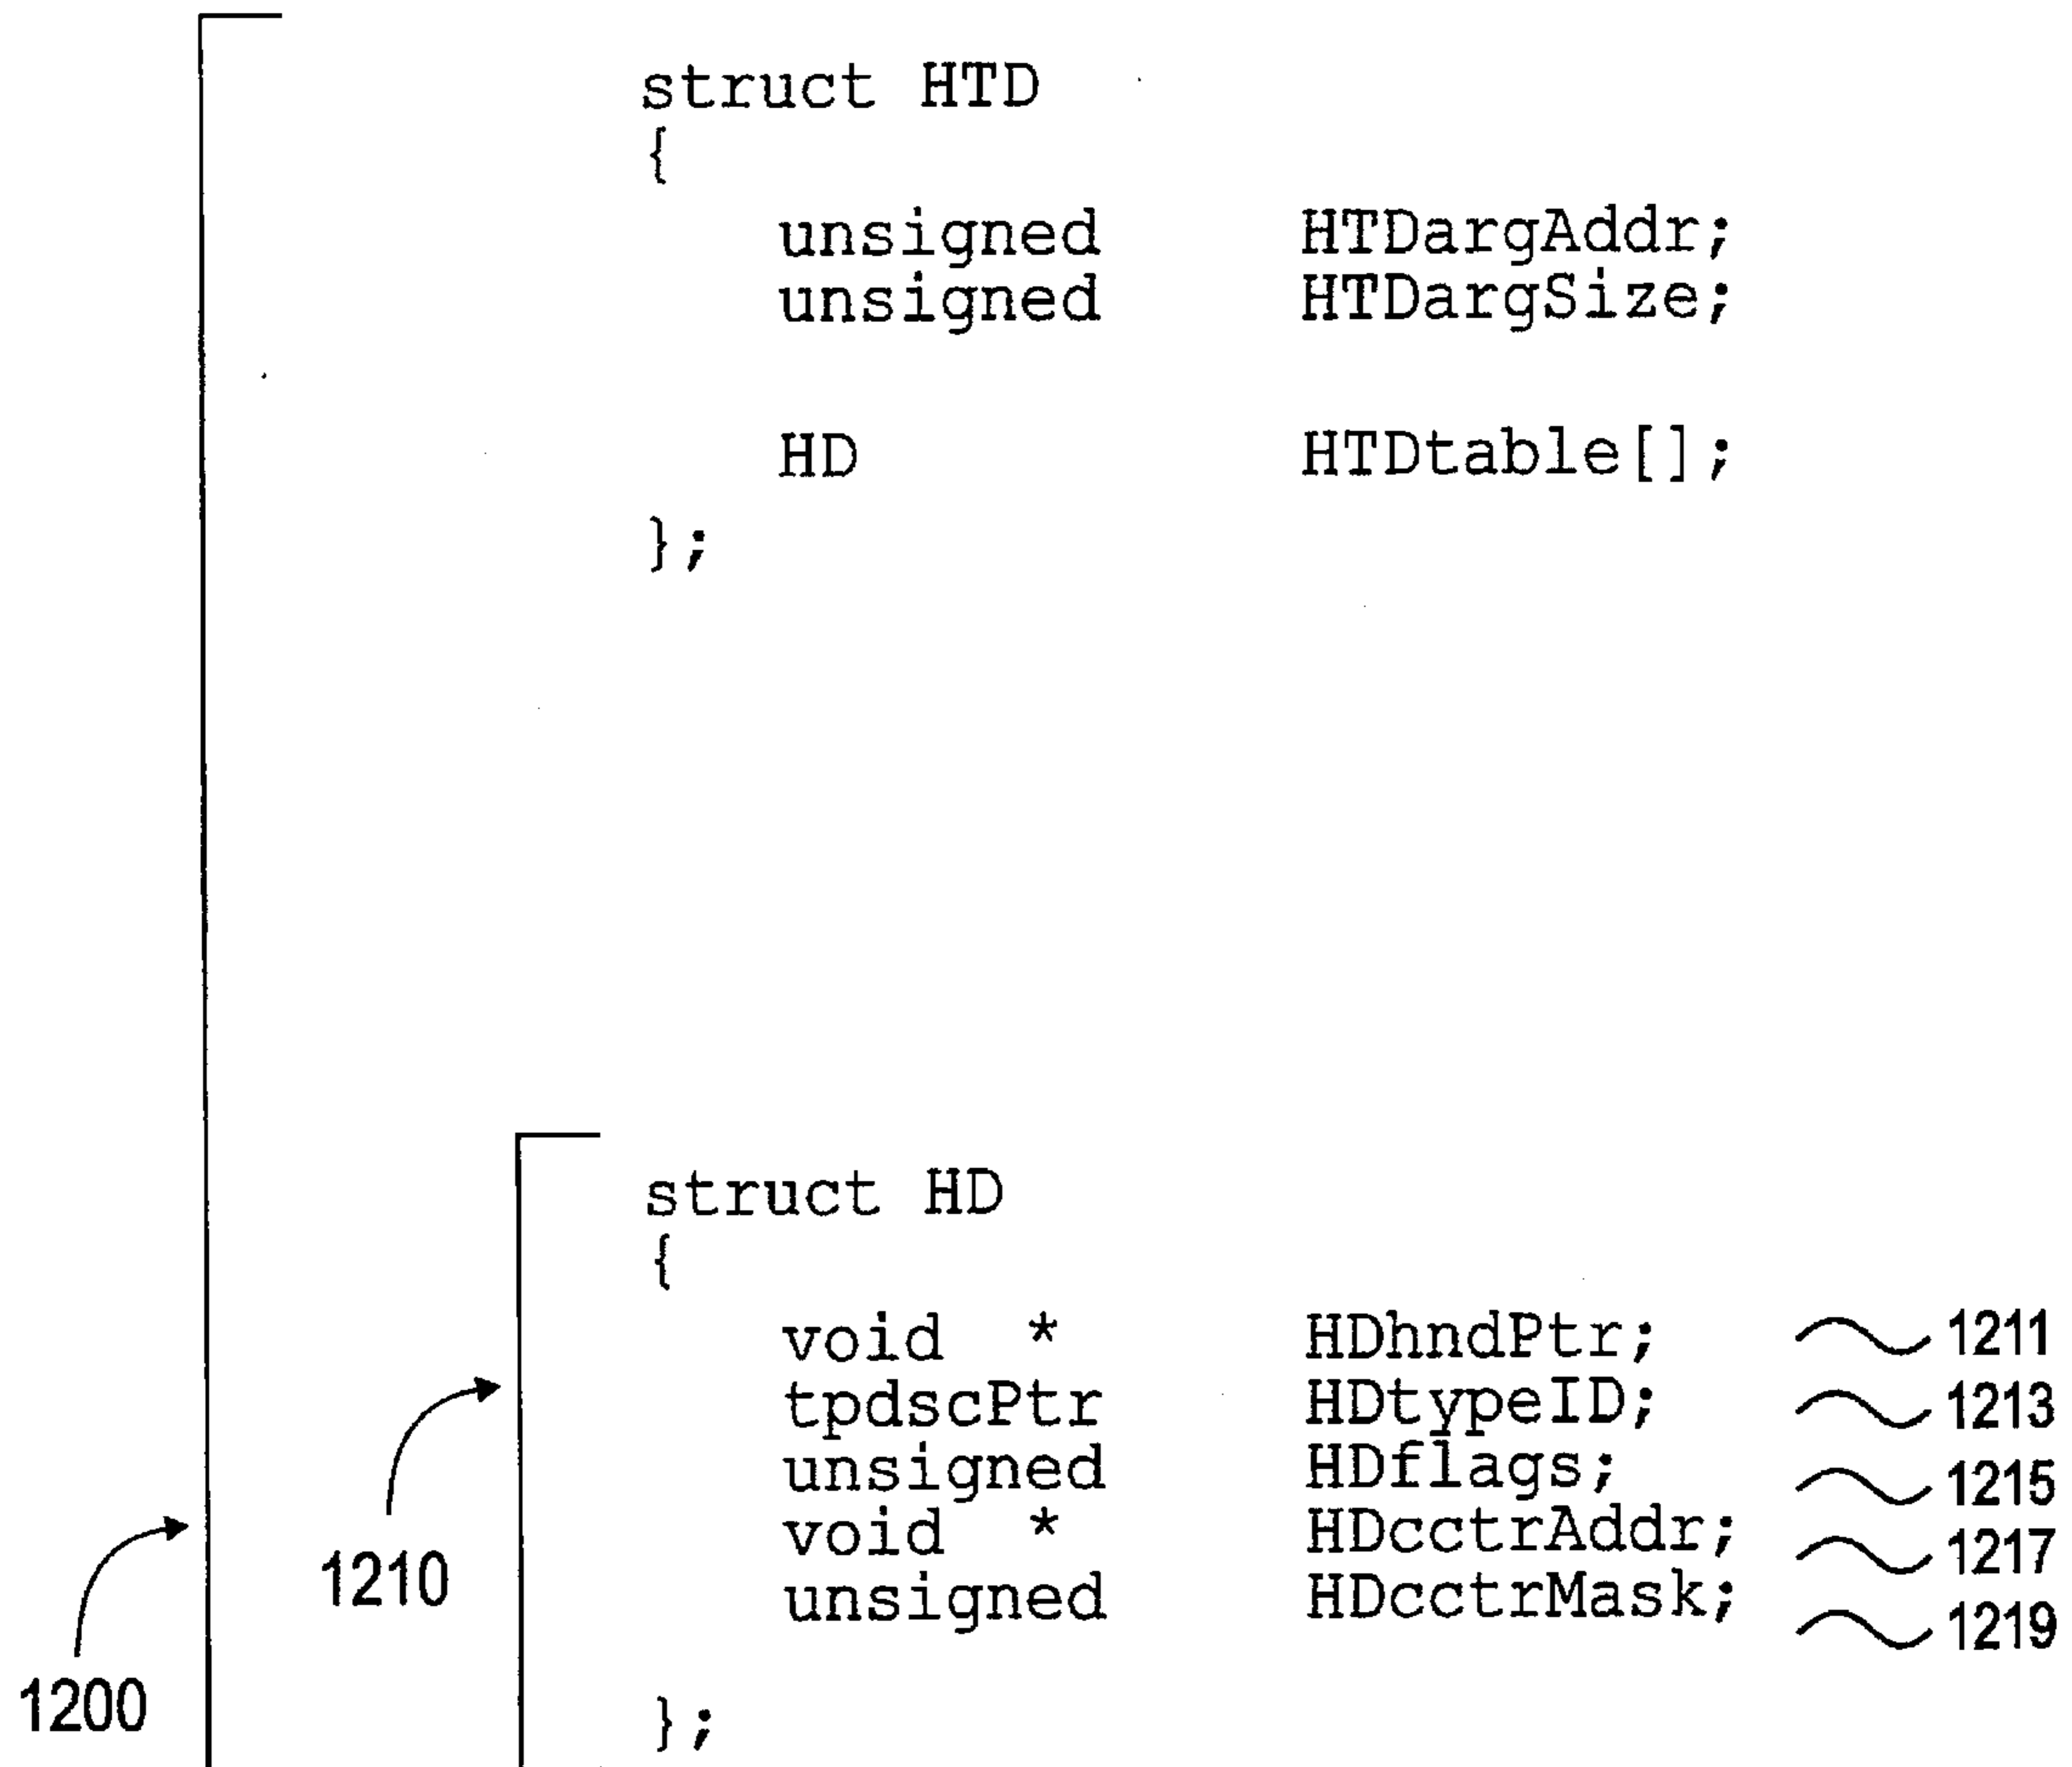 struct HTD
{
unsigned HTDargAddr;
unsigned HTDargSize;
HD HTDtable[];
};
struct HD
{
void * HDhndPtr; 1211
tpdscPtr HDtypeID; 1213
unsigned HDflags; 1215
void * HDcctrAddr; 1217
unsigned HDcctrMask; 1219
};
1210
1200